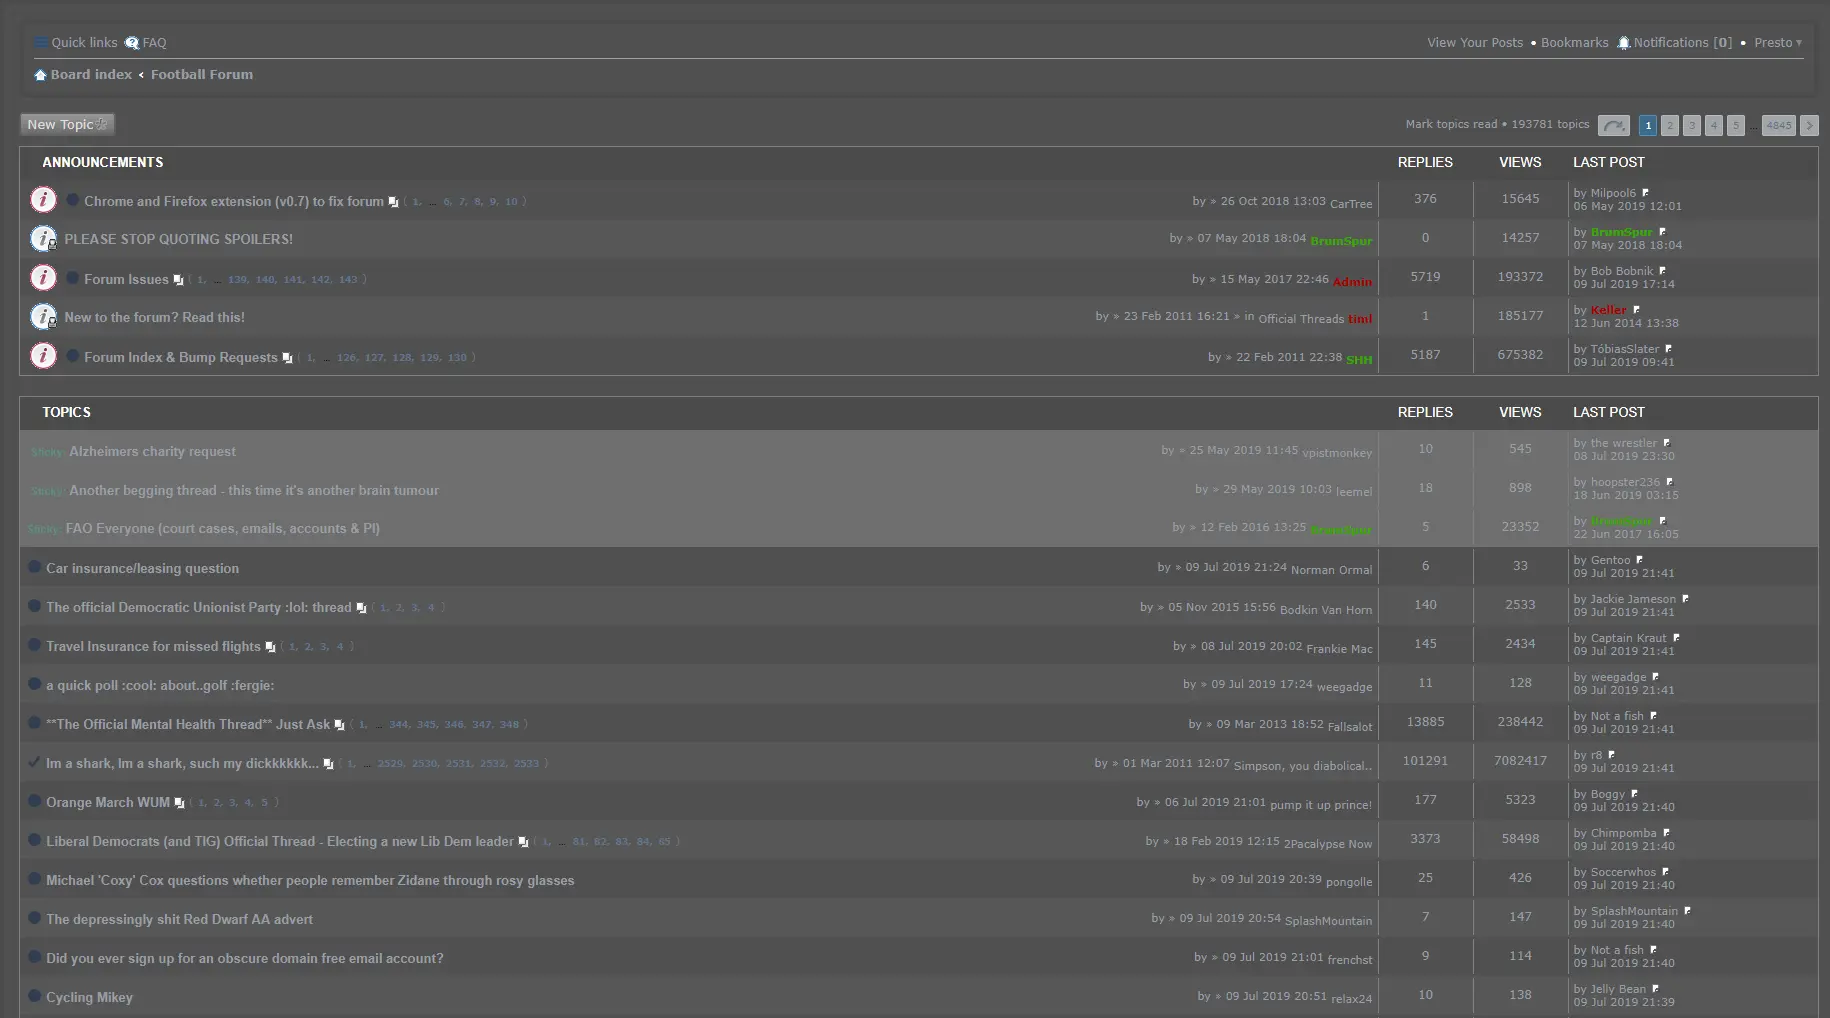 Quick links FAQ
View Your Posts • Bookmarks Notifications [0] • Presto
Board index ‹ Football Forum
New Topic
Mark topics read • 193781 topics 1 2 3 4 5 ... 4845
ANNOUNCEMENTS REPLIES VIEWS LAST POST
Chrome and Firefox extension (v0.7) to fix forum ( 1, ... 6, 7, 8, 9, 10 ) by » 26 Oct 2018 13:03 CarTree 376 15645 by Milpool6
06 May 2019 12:01
PLEASE STOP QUOTING SPOILERS! by » 07 May 2018 18:04 BrumSpur 0 14257 by BrumSpur
07 May 2018 18:04
Forum Issues ( 1, ... 139, 140, 141, 142, 143 ) by » 15 May 2017 22:46 Admin 5719 193372 by Bob Bobnik
09 Jul 2019 17:14
New to the forum? Read this! by » 23 Feb 2011 16:21 » in Official Threads timl 1 185177 by Keller
12 Jun 2014 13:38
Forum Index & Bump Requests ( 1, ... 126, 127, 128, 129, 130 ) by » 22 Feb 2011 22:38 SHH 5187 675382 by TóbiasSlater
09 Jul 2019 09:41
TOPICS REPLIES VIEWS LAST POST
Sticky: Alzheimers charity request by » 25 May 2019 11:45 vpistmonkey 10 545 by the wrestler
08 Jul 2019 23:30
Sticky: Another begging thread - this time it's another brain tumour by » 29 May 2019 10:03 leemel 18 898 by hoopster236
18 Jun 2019 03:15
Sticky: FAO Everyone (court cases, emails, accounts & PI) by » 12 Feb 2016 13:25 BrumSpur 5 23352 by BrumSpur
22 Jun 2017 16:05
Car insurance/leasing question by » 09 Jul 2019 21:24 Norman Ormal 6 33 by Gentoo
09 Jul 2019 21:41
The official Democratic Unionist Party :lol: thread ( 1, 2, 3, 4 ) by » 05 Nov 2015 15:56 Bodkin Van Horn 140 2533 by Jackie Jameson
09 Jul 2019 21:41
Travel Insurance for missed flights ( 1, 2, 3, 4 ) by » 08 Jul 2019 20:02 Frankie Mac 145 2434 by Captain Kraut
09 Jul 2019 21:41
a quick poll :cool: about..golf :fergie: by » 09 Jul 2019 17:24 weegadge 11 128 by weegadge
09 Jul 2019 21:41
**The Official Mental Health Thread** Just Ask ( 1, ... 344, 345, 346, 347, 348 ) by » 09 Mar 2013 18:52 Fallsalot 13885 238442 by Not a fish
09 Jul 2019 21:41
Im a shark, Im a shark, such my dickkkkkk... ( 1, ... 2529, 2530, 2531, 2532, 2533 ) by » 01 Mar 2011 12:07 Simpson, you diabolical.. 101291 7082417 by r8
09 Jul 2019 21:41
Orange March WUM ( 1, 2, 3, 4, 5 ) by » 06 Jul 2019 21:01 pump it up prince! 177 5323 by Boggy
09 Jul 2019 21:40
Liberal Democrats (and TIG) Official Thread - Electing a new Lib Dem leader ( 1, ... 81, 82, 83, 84, 85 ) by » 18 Feb 2019 12:15 2Pacalypse Now 3373 58498 by Chimpomba
09 Jul 2019 21:40
Michael 'Coxy' Cox questions whether people remember Zidane through rosy glasses by » 09 Jul 2019 20:39 pongolle 25 426 by Soccerwhos
09 Jul 2019 21:40
The depressingly shit Red Dwarf AA advert by » 09 Jul 2019 20:54 SplashMountain 7 147 by SplashMountain
09 Jul 2019 21:40
Did you ever sign up for an obscure domain free email account? by » 09 Jul 2019 21:01 frenchst 9 114 by Not a fish
09 Jul 2019 21:40
Cycling Mikey by » 09 Jul 2019 20:51 relax24 10 138 by Jelly Bean
09 Jul 2019 21:39